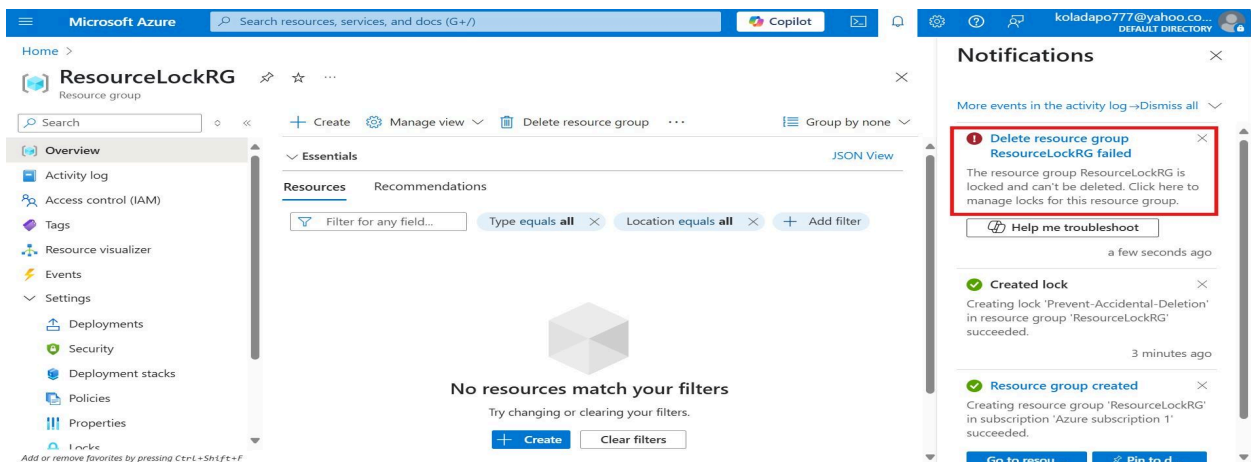 Microsoft Azure
Search resources, services, and docs (G+/)
Copilot
koladapo777@yahoo.co...
DEFAULT DIRECTORY
Home >
ResourceLockRG
Resource group
Search
Overview
Activity log
Access control (IAM)
Tags
Resource visualizer
Events
Settings
Deployments
Security
Deployment stacks
Policies
Properties
Locks
Add or remove favorites by pressing Ctrl+Shift+F
+ Create Manage view Delete resource group ... Group by none
Essentials JSON View
Resources Recommendations
Filter for any field... Type equals all Location equals all Add filter
No resources match your filters
Try changing or clearing your filters.
+ Create Clear filters
Notifications
More events in the activity log → Dismiss all
Delete resource group
ResourceLockRG failed
The resource group ResourceLockRG is
locked and can't be deleted. Click here to
manage locks for this resource group.
Help me troubleshoot
a few seconds ago
Created lock
Creating lock 'Prevent-Accidental-Deletion'
in resource group 'ResourceLockRG'
succeeded.
3 minutes ago
Resource group created
Creating resource group 'ResourceLockRG'
in subscription 'Azure subscription 1'
succeeded.
Go to resou... Pin to d...